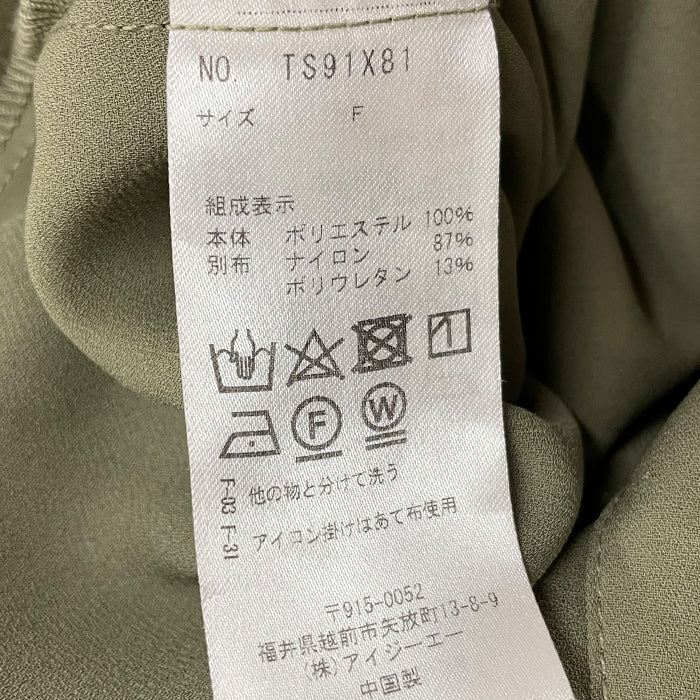 NO. TS91X81
サイズ F
組成表示
本体 ポリエステル 100%
別布 ナイロン 87%
ポリウレタン 13%
F
W
F-03 F-31
他の物と分けて洗う
アイコン掛けはあて布使用
〒915-0052
福井県越前市矢放町13-8-9
(株)アイジーエー
中国製